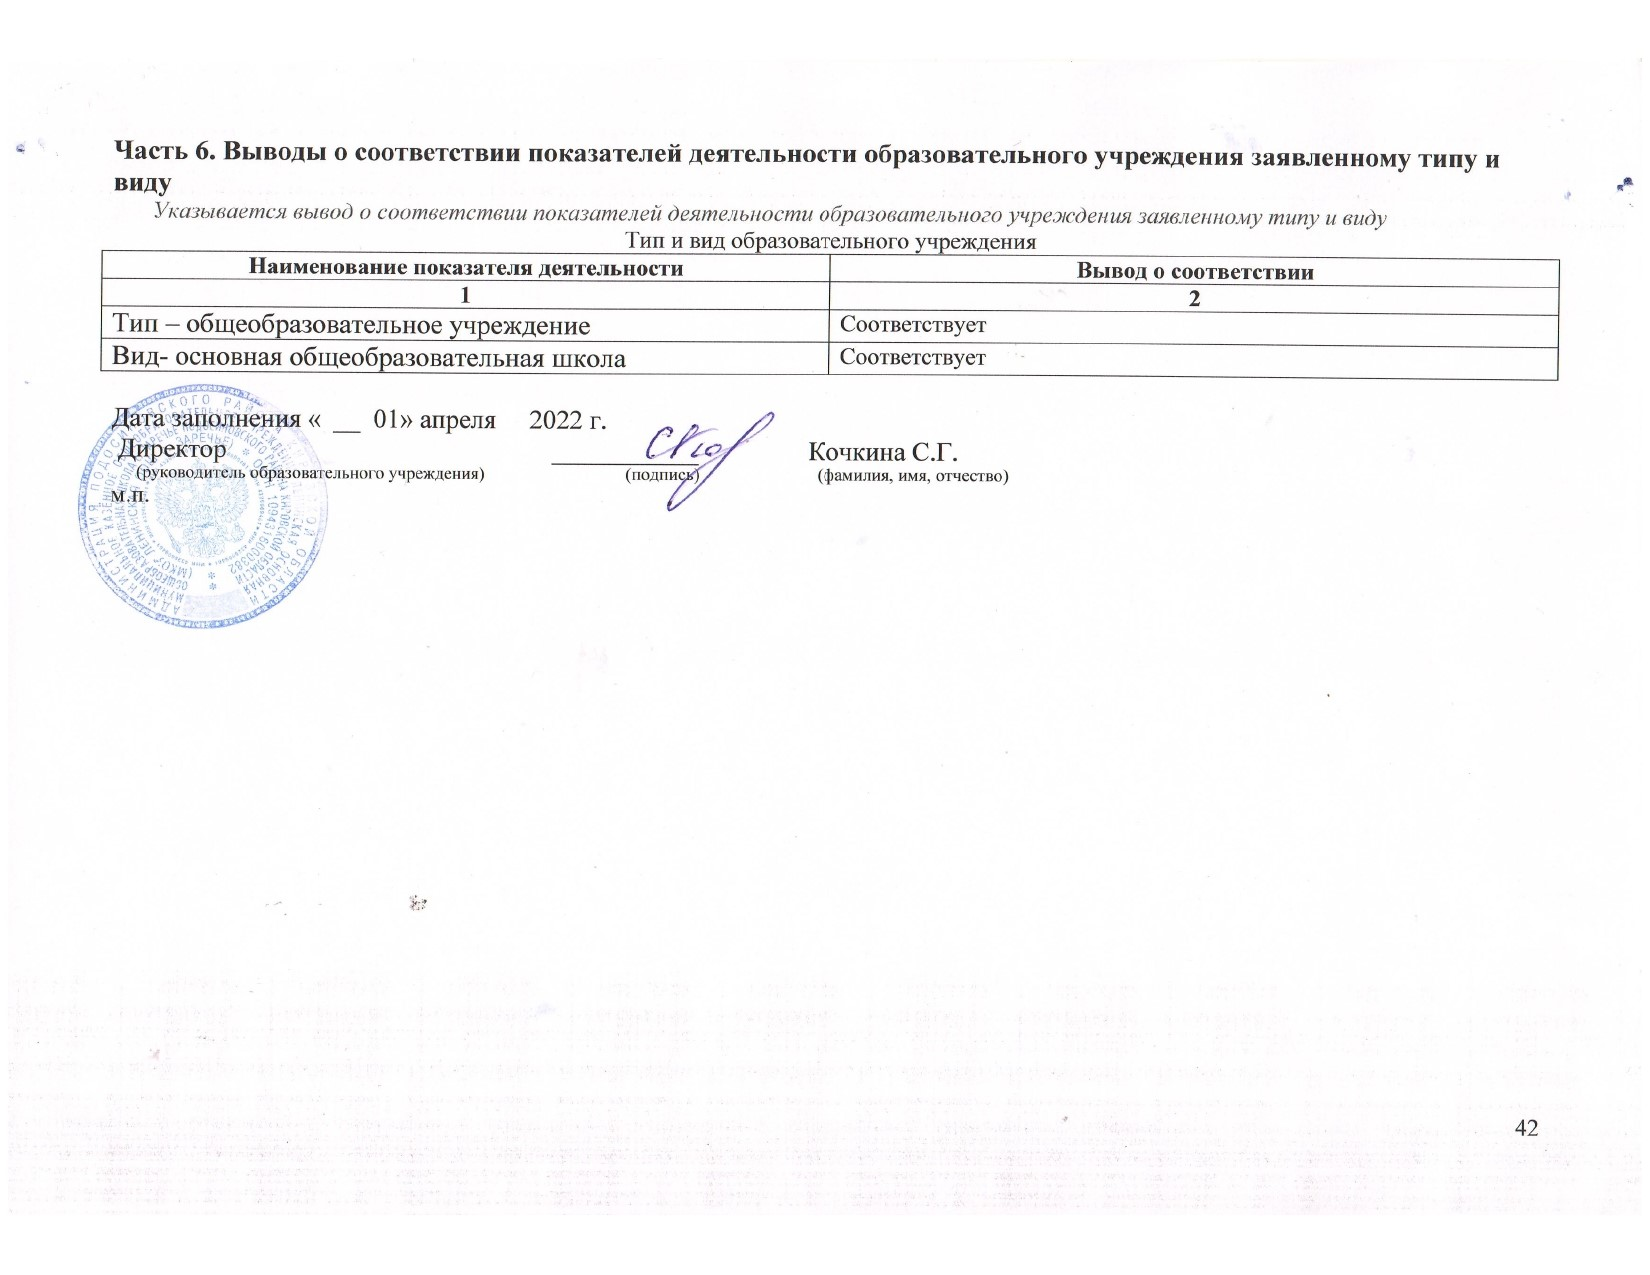 Часть 6. Выводы о соответствии показателей деятельности образовательного учреждения заявленному типу и
виду
Указывается вывод о соответствии показателей деятельности образовательного учреждения заявленному типу и виду
Тип и вид образовательного учреждения
Наименование показателя деятельности Вывод о соответствии
1 2
Тип – общеобразовательное учреждение Соответствует
Вид- основная общеобразовательная школа Соответствует
Дата заполнения « __ 01» апреля 2022 г.
Директор ____________ Кочкина С.Г.
(руководитель образовательного учреждения) (подпись) (фамилия, имя, отчество)
м.п.
42